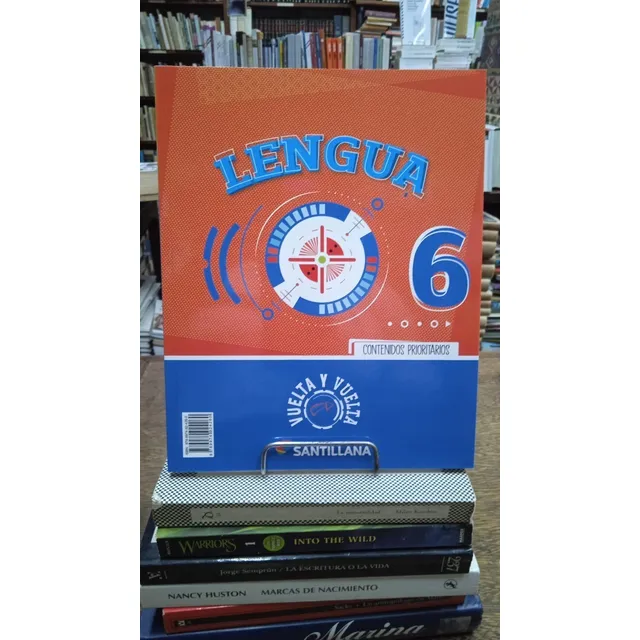 LENGUA
6
CONTENIDOS PRIORITARIOS
VUELTA Y VUELTA
SANTILLANA
WARRIORS 1 INTO THE WILD
Jorge Semprún / LA ESCRITURA O LA VIDA
NANCY HUSTON MARCAS DE NACIMIENTO
Marina